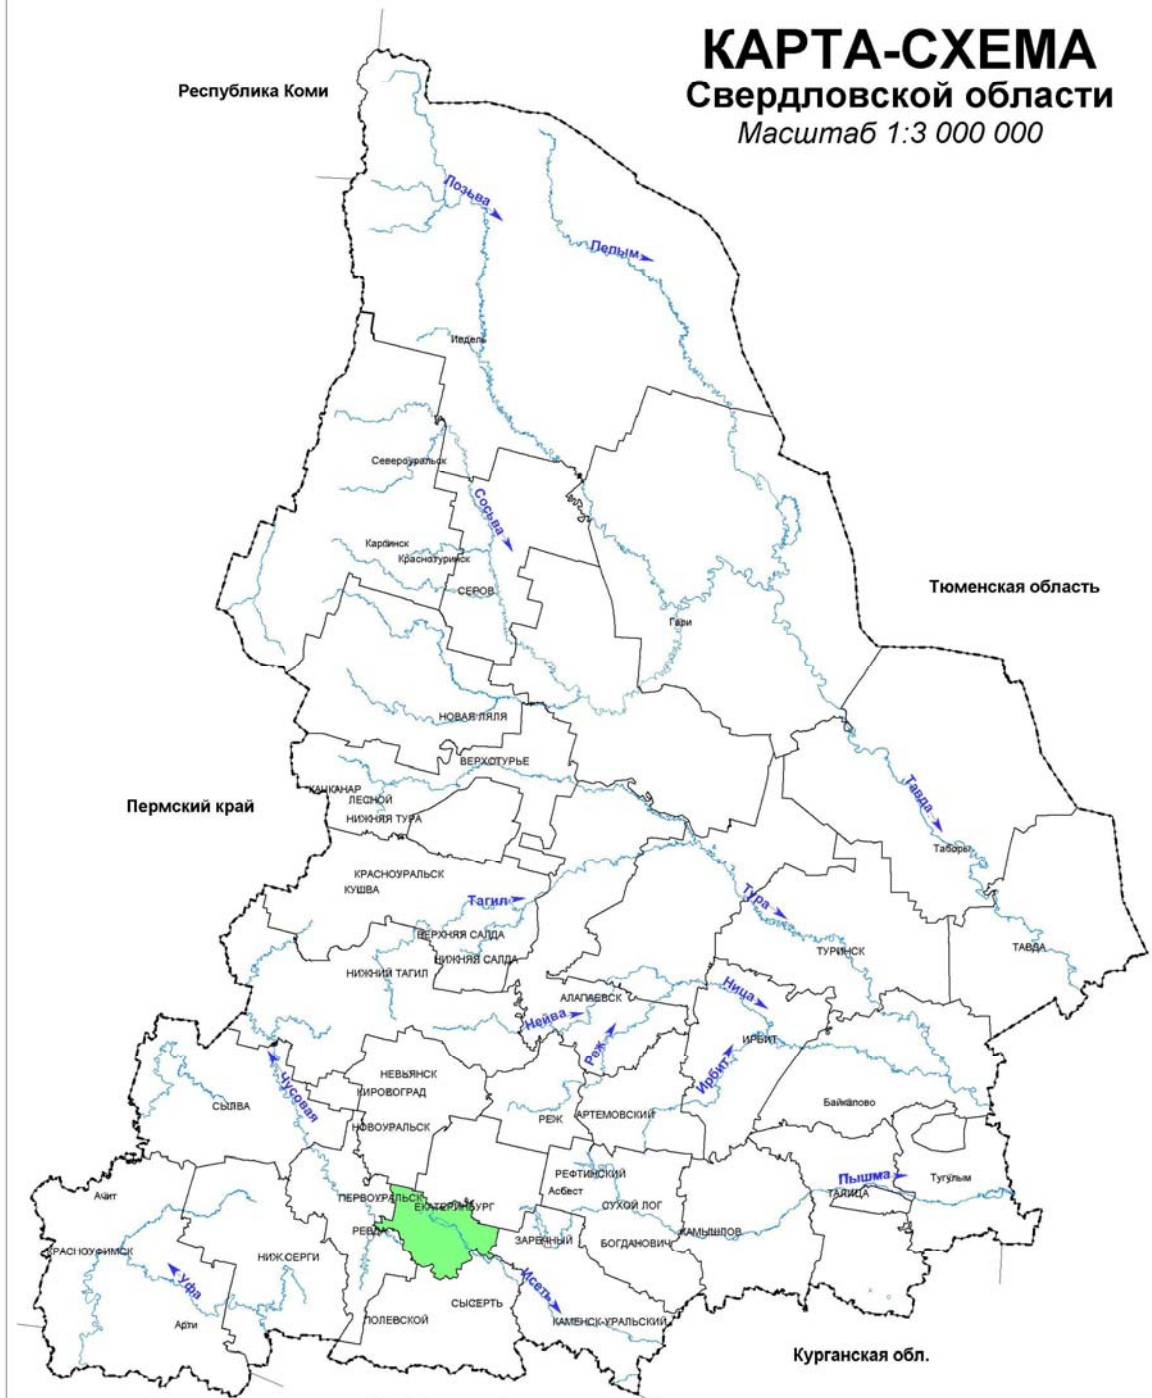 КАРТА-СХЕМА
Свердловской области
Масштаб 1:3 000 000
Республика Коми
Лозьва
Пелым
Ивдель
Североуральск
Сосьва
Карпинск
Краснотуринск
СЕРОВ
Тюменская область
Гари
НОВАЯ ЛЯЛЯ
ВЕРХОТУРЬЕ
КАЧКАНАР
ЛЕСНОЙ
НИЖНЯЯ ТУРА
Пермский край
Тавда
Таборы
КРАСНОУРАЛЬСК
КУШВА
Тагил
Тура
ВЕРХНЯЯ САЛДА
НИЖНЯЯ САЛДА
НИЖНИЙ ТАГИЛ
ТУРИНСК
ТАВДА
АЛАПАЕВСК
Ница
Нейва
Реж
ИРБИТ
Ирбит
НЕВЬЯНСК
КИРОВОГРАД
Чусовая
СЫЛВА
Байкалово
РЕЖ
АРТЕМОВСКИЙ
НОВОУРАЛЬСК
РЕФТИНСКИЙ
Асбест
Пышма
Тугулым
ТАЛИЦА
Ачит
ПЕРВОУРАЛЬСК
ЕКАТЕРИНБУРГ
СУХОЙ ЛОГ
РЕВДА
ЗАРЕЧНЫЙ
БОГДАНОВИЧ
КАМЫШЛОВ
КРАСНОУФИМСК
НИЖ.СЕРГИ
Уфа
Исеть
СЫСЕРТЬ
Арти
ПОЛЕВСКОЙ
КАМЕНСК-УРАЛЬСКИЙ
Курганская обл.